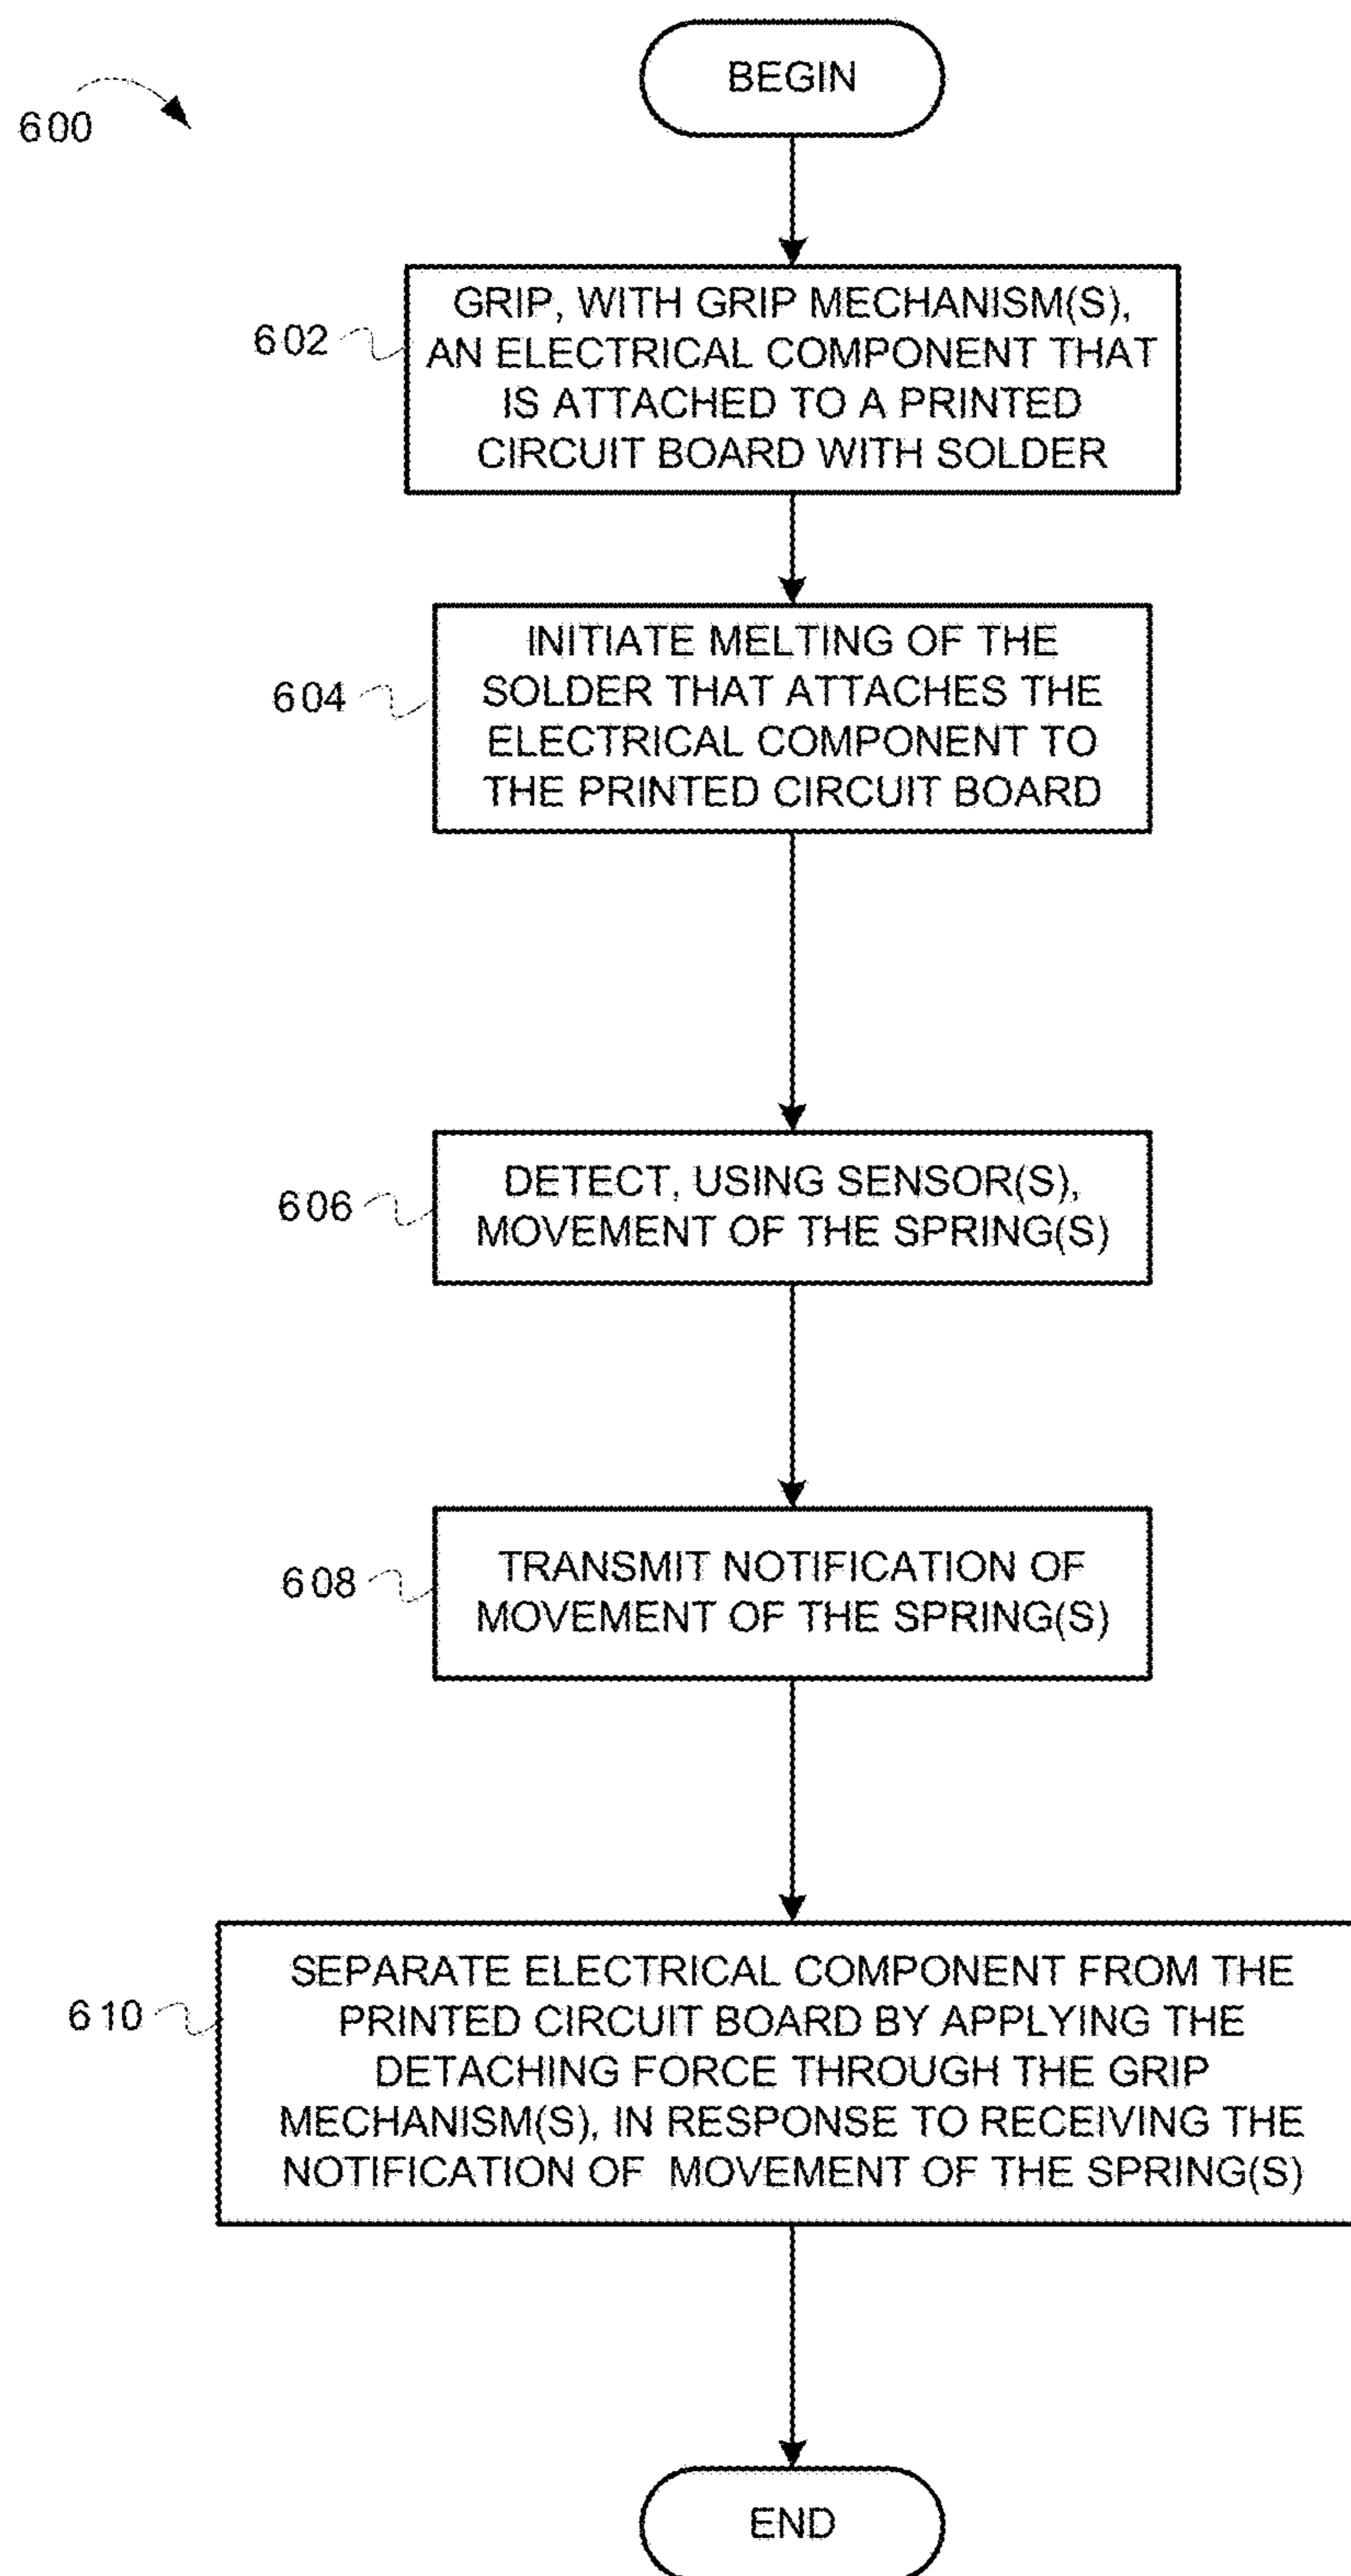 BEGIN
600
602
GRIP, WITH GRIP MECHANISM(S),
AN ELECTRICAL COMPONENT THAT
IS ATTACHED TO A PRINTED
CIRCUIT BOARD WITH SOLDER
604
INITIATE MELTING OF THE
SOLDER THAT ATTACHES THE
ELECTRICAL COMPONENT TO
THE PRINTED CIRCUIT BOARD
606
DETECT, USING SENSOR(S),
MOVEMENT OF THE SPRING(S)
608
TRANSMIT NOTIFICATION OF
MOVEMENT OF THE SPRING(S)
610
SEPARATE ELECTRICAL COMPONENT FROM THE
PRINTED CIRCUIT BOARD BY APPLYING THE
DETACHING FORCE THROUGH THE GRIP
MECHANISM(S), IN RESPONSE TO RECEIVING THE
NOTIFICATION OF MOVEMENT OF THE SPRING(S)
END